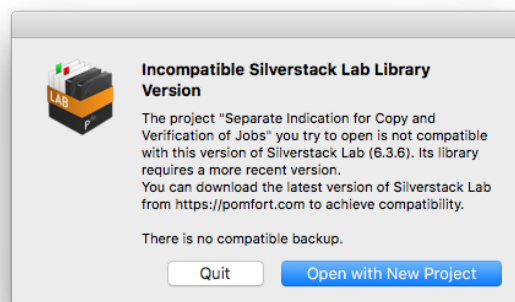 LAB
P
Incompatible Silverstack Lab Library
Version
The project "Separate Indication for Copy and
Verification of Jobs" you try to open is not compatible
with this version of Silverstack Lab (6.3.6). Its library
requires a more recent version.
You can download the latest version of Silverstack Lab
from https://pomfort.com to achieve compatibility.
There is no compatible backup.
Quit
Open with New Project